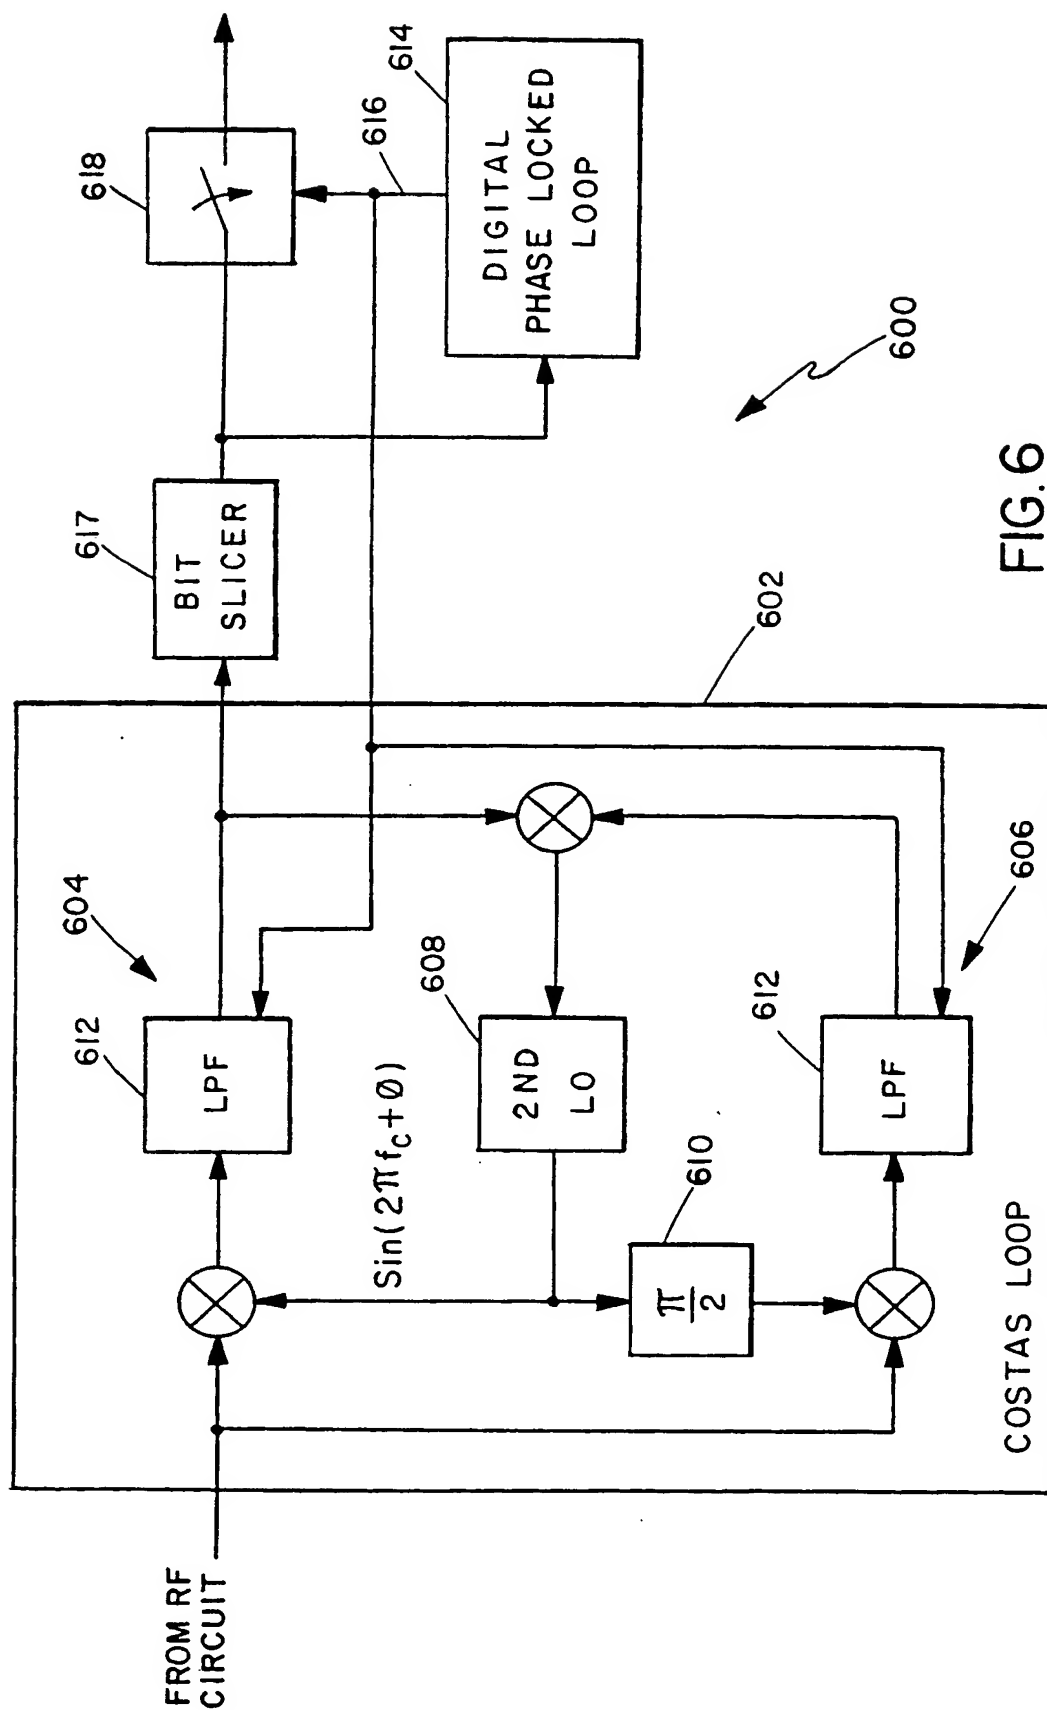 FROM RF
CIRCUIT
604
612
LPF
Sin(2πfc+Ø)
608
2ND
LO
610
π
2
612
LPF
606
COSTAS LOOP
602
617
BIT
SLICER
618
616
614
DIGITAL
PHASE LOCKED
LOOP
600
FIG. 6